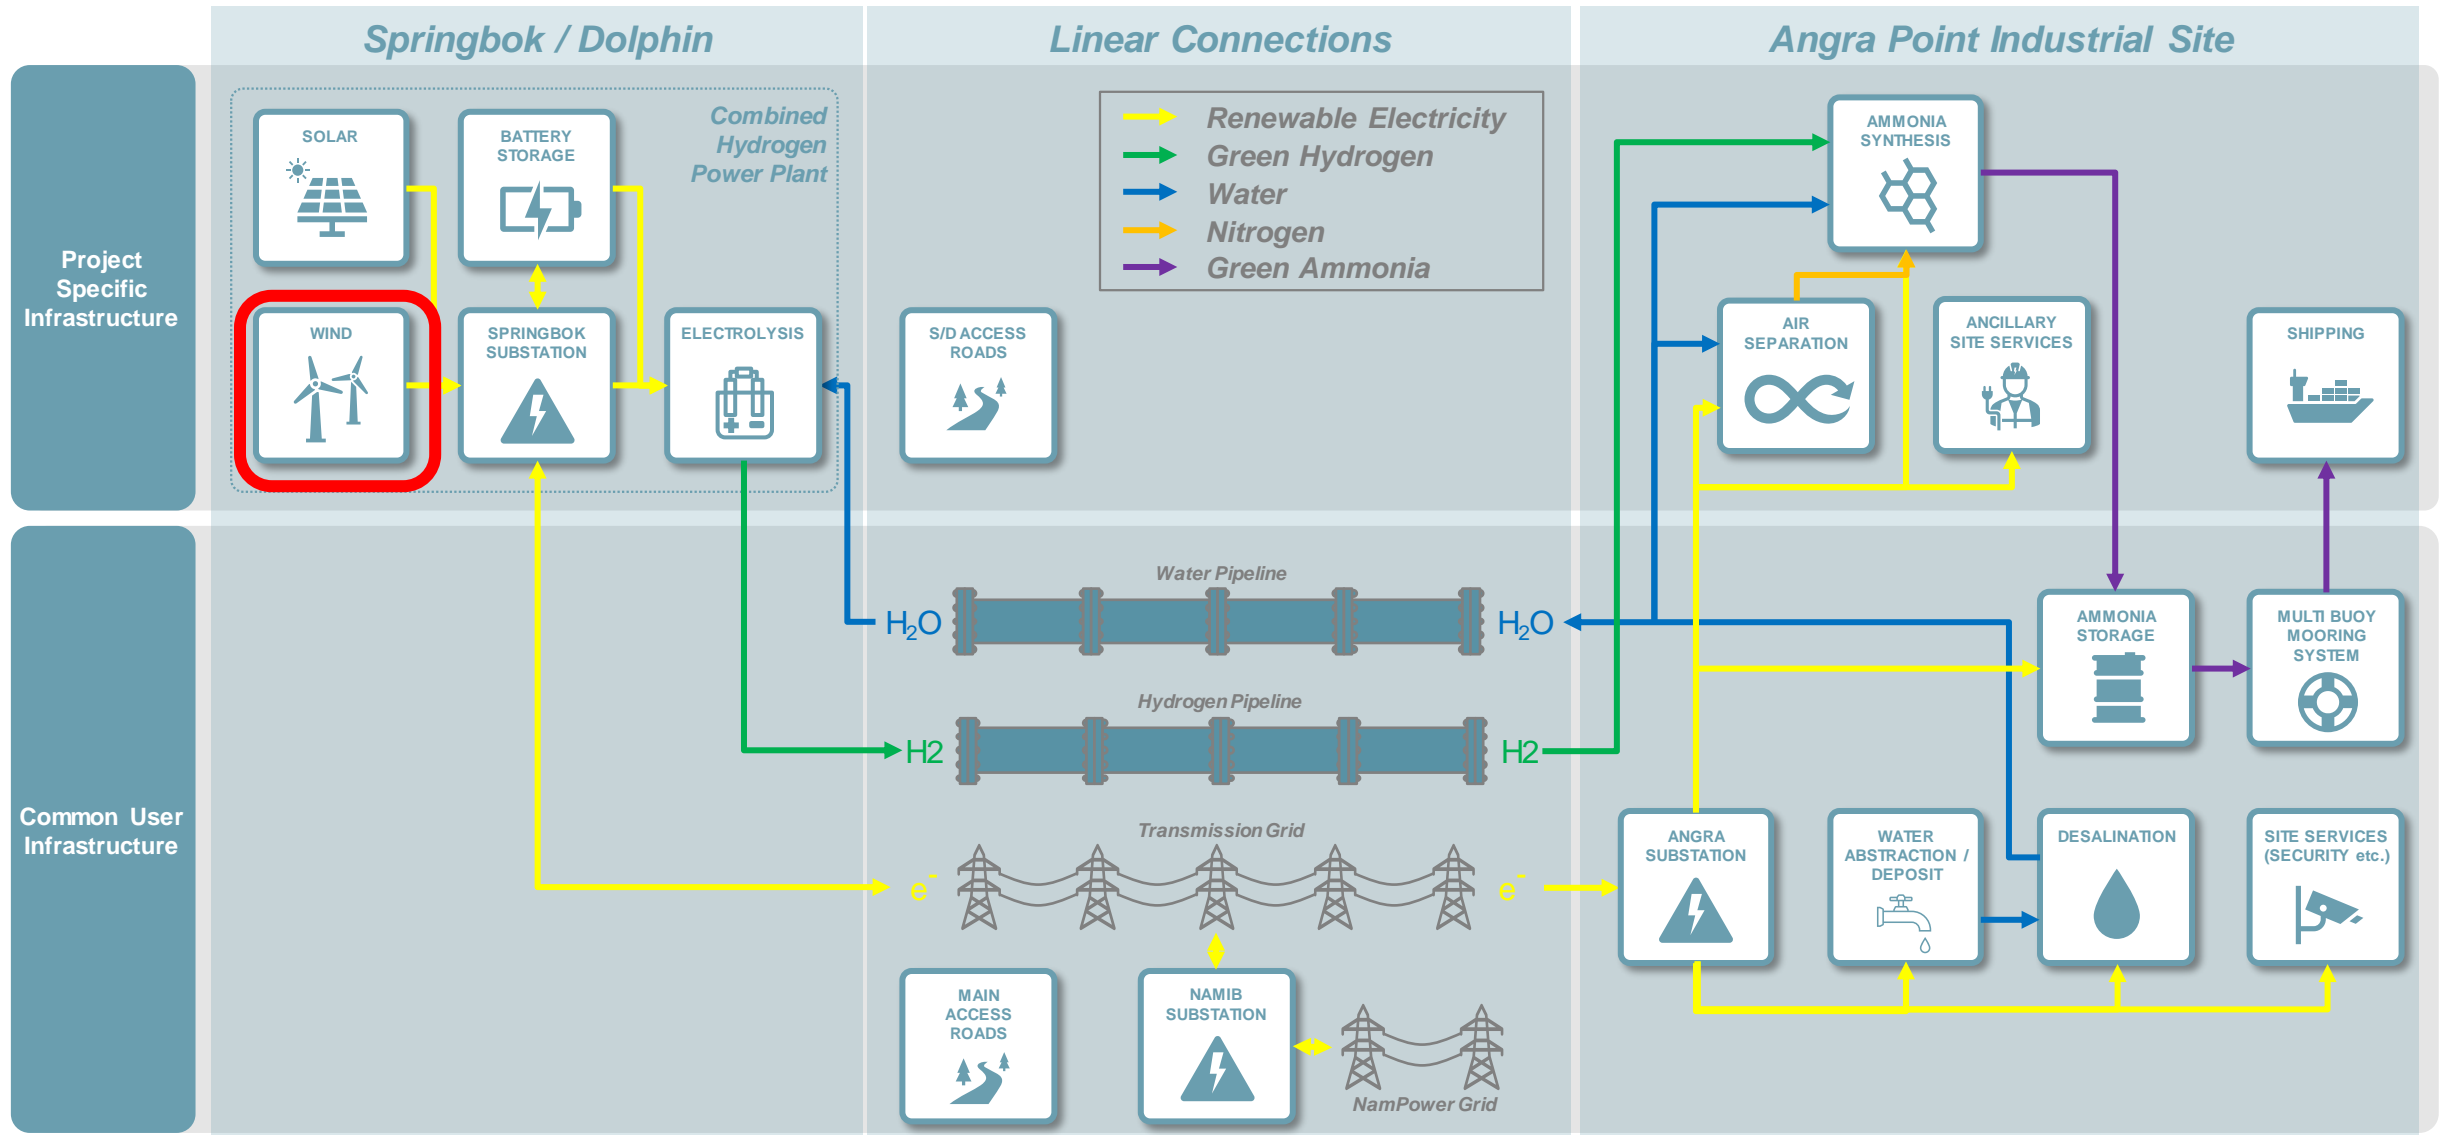 Springbok / Dolphin
Linear Connections
Angra Point Industrial Site
Project
Specific
Infrastructure
Combined
Hydrogen
Power Plant
SOLAR
BATTERY
STORAGE
WIND
SPRINGBOK
SUBSTATION
ELECTROLYSIS
S/D ACCESS
ROADS
Renewable Electricity
Green Hydrogen
Water
Nitrogen
Green Ammonia
AMMONIA
SYNTHESIS
AIR
SEPARATION
ANCILLARY
SITE SERVICES
SHIPPING
Common User
Infrastructure
Water Pipeline
H₂O
H₂O
Hydrogen Pipeline
H2
H2
Transmission Grid
e⁻
e⁻
MAIN
ACCESS
ROADS
NAMIB
SUBSTATION
NamPower Grid
AMMONIA
STORAGE
MULTI BUOY
MOORING
SYSTEM
ANGRA
SUBSTATION
WATER
ABSTRACTION /
DEPOSIT
DESALINATION
SITE SERVICES
(SECURITY etc.)